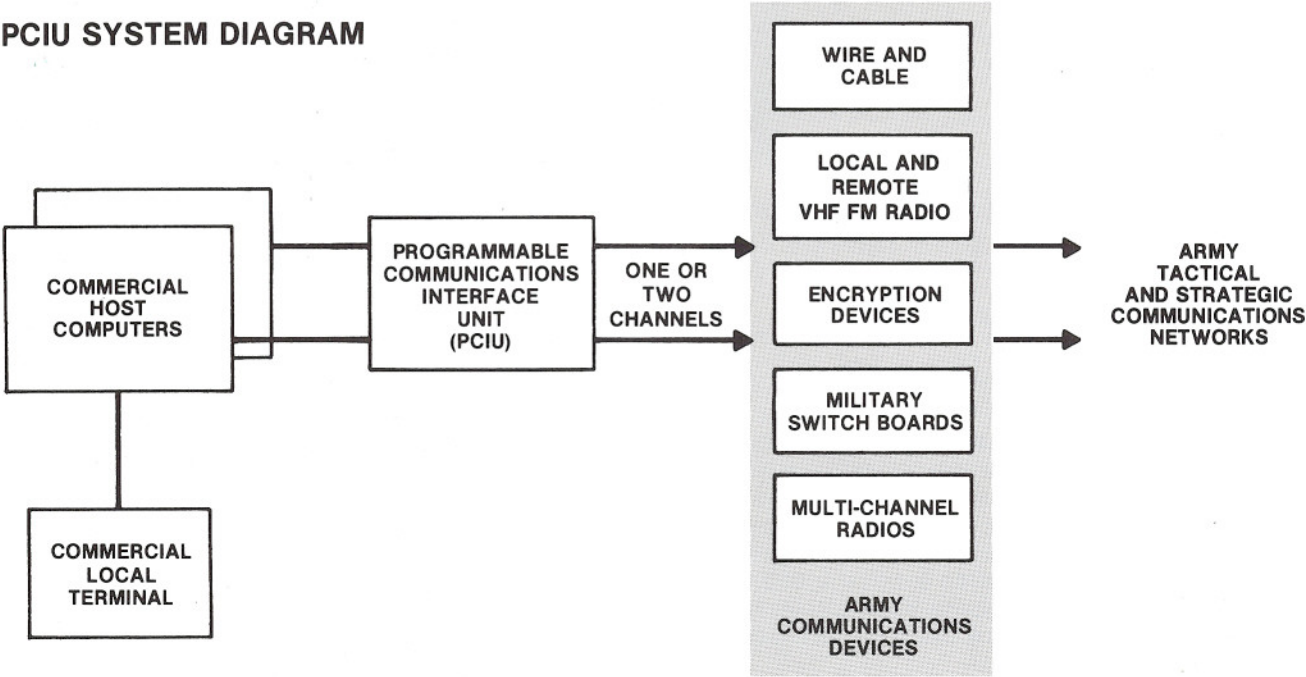 PCIU SYSTEM DIAGRAM
COMMERCIAL
HOST
COMPUTERS
COMMERCIAL
LOCAL
TERMINAL
PROGRAMMABLE
COMMUNICATIONS
INTERFACE
UNIT
(PCIU)
ONE OR
TWO
CHANNELS
WIRE AND
CABLE
LOCAL AND
REMOTE
VHF FM RADIO
ENCRYPTION
DEVICES
MILITARY
SWITCH BOARDS
MULTI-CHANNEL
RADIOS
ARMY
COMMUNICATIONS
DEVICES
ARMY
TACTICAL
AND STRATEGIC
COMMUNICATIONS
NETWORKS